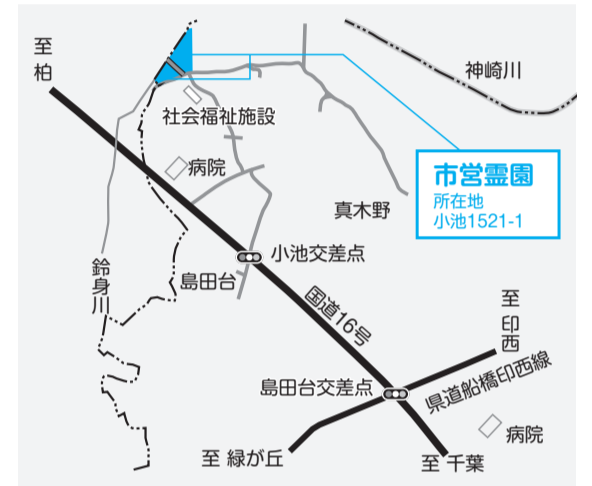 至
柏
神崎川
社会福祉施設
病院
市営霊園
所在地
小池1521-1
真木野
小池交差点
島田台
鈴身川
国道16号
至
印西
島田台交差点
県道船橋印西線
病院
至 緑が丘
至 千葉